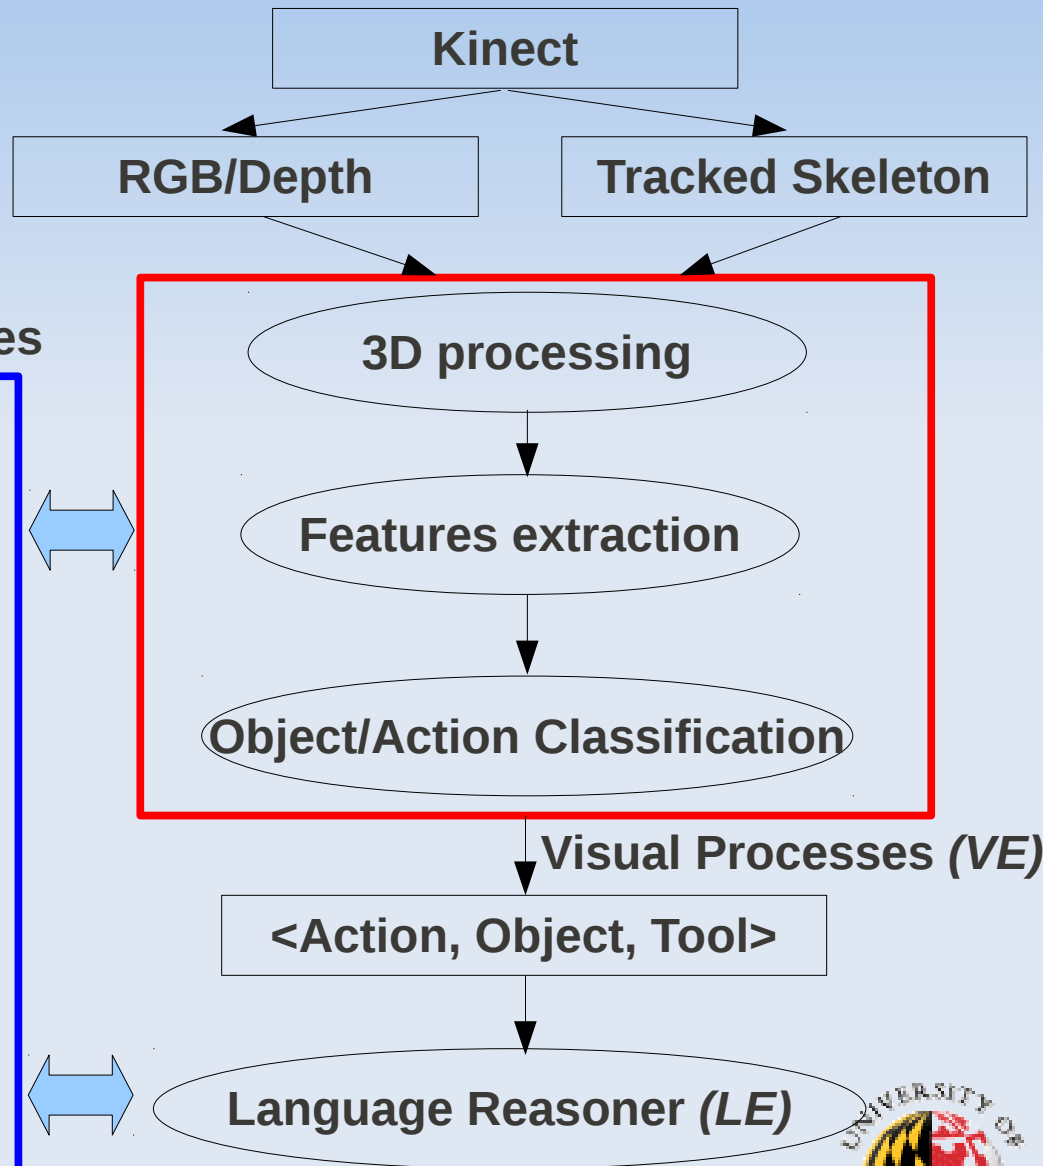 Kinect
RGB/Depth
Tracked Skeleton
es
3D processing
Features extraction
Object/Action Classification
Visual Processes (VE)
<Action, Object, Tool>
Language Reasoner (LE)
UNIVERSITY OF